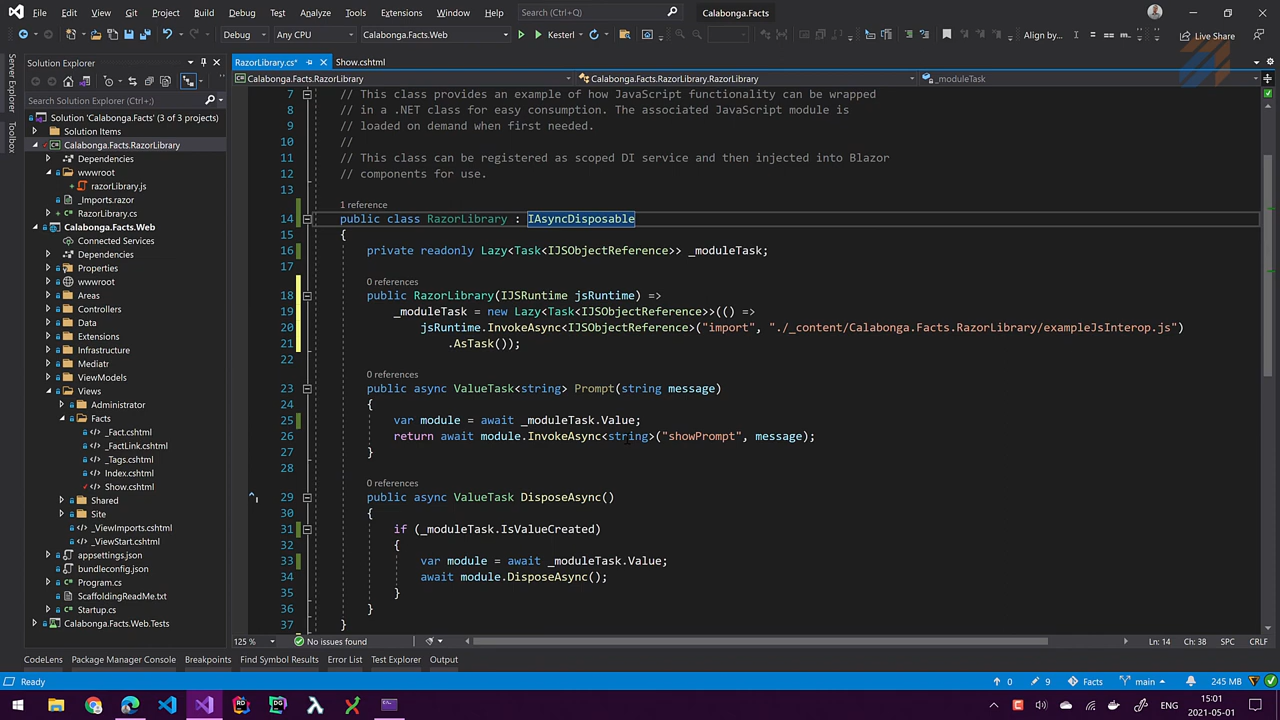 File Edit View Git Project Build Debug Test Analyze Tools Extensions Window Help Search (Ctrl+Q) Calabonga.Facts
Debug Any CPU Calabonga.Facts.Web Kestrel Align by... Live Share
Server Explorer
Toolbox
Solution Explorer
Search Solution Explorer (Ctrl+;)
Solution 'Calabonga.Facts' (3 of 3 projects)
Solution Items
Calabonga.Facts.RazorLibrary
Dependencies
wwwroot
razorLibrary.js
_Imports.razor
RazorLibrary.cs
Calabonga.Facts.Web
Connected Services
Dependencies
Properties
wwwroot
Areas
Controllers
Data
Extensions
Infrastructure
Mediatr
ViewModels
Views
Administrator
Facts
_Fact.cshtml
_FactLink.cshtml
_Tags.cshtml
Index.cshtml
Show.cshtml
Shared
Site
_ViewImports.cshtml
_ViewStart.cshtml
appsettings.json
bundleconfig.json
Program.cs
ScaffoldingReadMe.txt
Startup.cs
Calabonga.Facts.Web.Tests
RazorLibrary.cs* Show.cshtml
Calabonga.Facts.RazorLibrary Calabonga.Facts.RazorLibrary.RazorLibrary _moduleTask
7 // This class provides an example of how JavaScript functionality can be wrapped
8 // in a .NET class for easy consumption. The associated JavaScript module is
9 // loaded on demand when first needed.
10 //
11 // This class can be registered as scoped DI service and then injected into Blazor
12 // components for use.
13
1 reference
14 public class RazorLibrary : IAsyncDisposable
15 {
16 private readonly Lazy<Task<IJSObjectReference>> _moduleTask;
17
0 references
18 public RazorLibrary(IJSRuntime jsRuntime) =>
19 _moduleTask = new Lazy<Task<IJSObjectReference>>(() =>
20 jsRuntime.InvokeAsync<IJSObjectReference>("import", "./_content/Calabonga.Facts.RazorLibrary/exampleJsInterop.js")
21 .AsTask());
22
0 references
23 public async ValueTask<string> Prompt(string message)
24 {
25 var module = await _moduleTask.Value;
26 return await module.InvokeAsync<string>("showPrompt", message);
27 }
28
0 references
29 public async ValueTask DisposeAsync()
30 {
31 if (_moduleTask.IsValueCreated)
32 {
33 var module = await _moduleTask.Value;
34 await module.DisposeAsync();
35 }
36 }
37 }
125 % No issues found Ln: 14 Ch: 38 SPC CRLF
CodeLens Package Manager Console Breakpoints Find Symbol Results Error List Test Explorer Output
Ready 0 9 Facts main 245 MB
ENG 15:01
2021-05-01